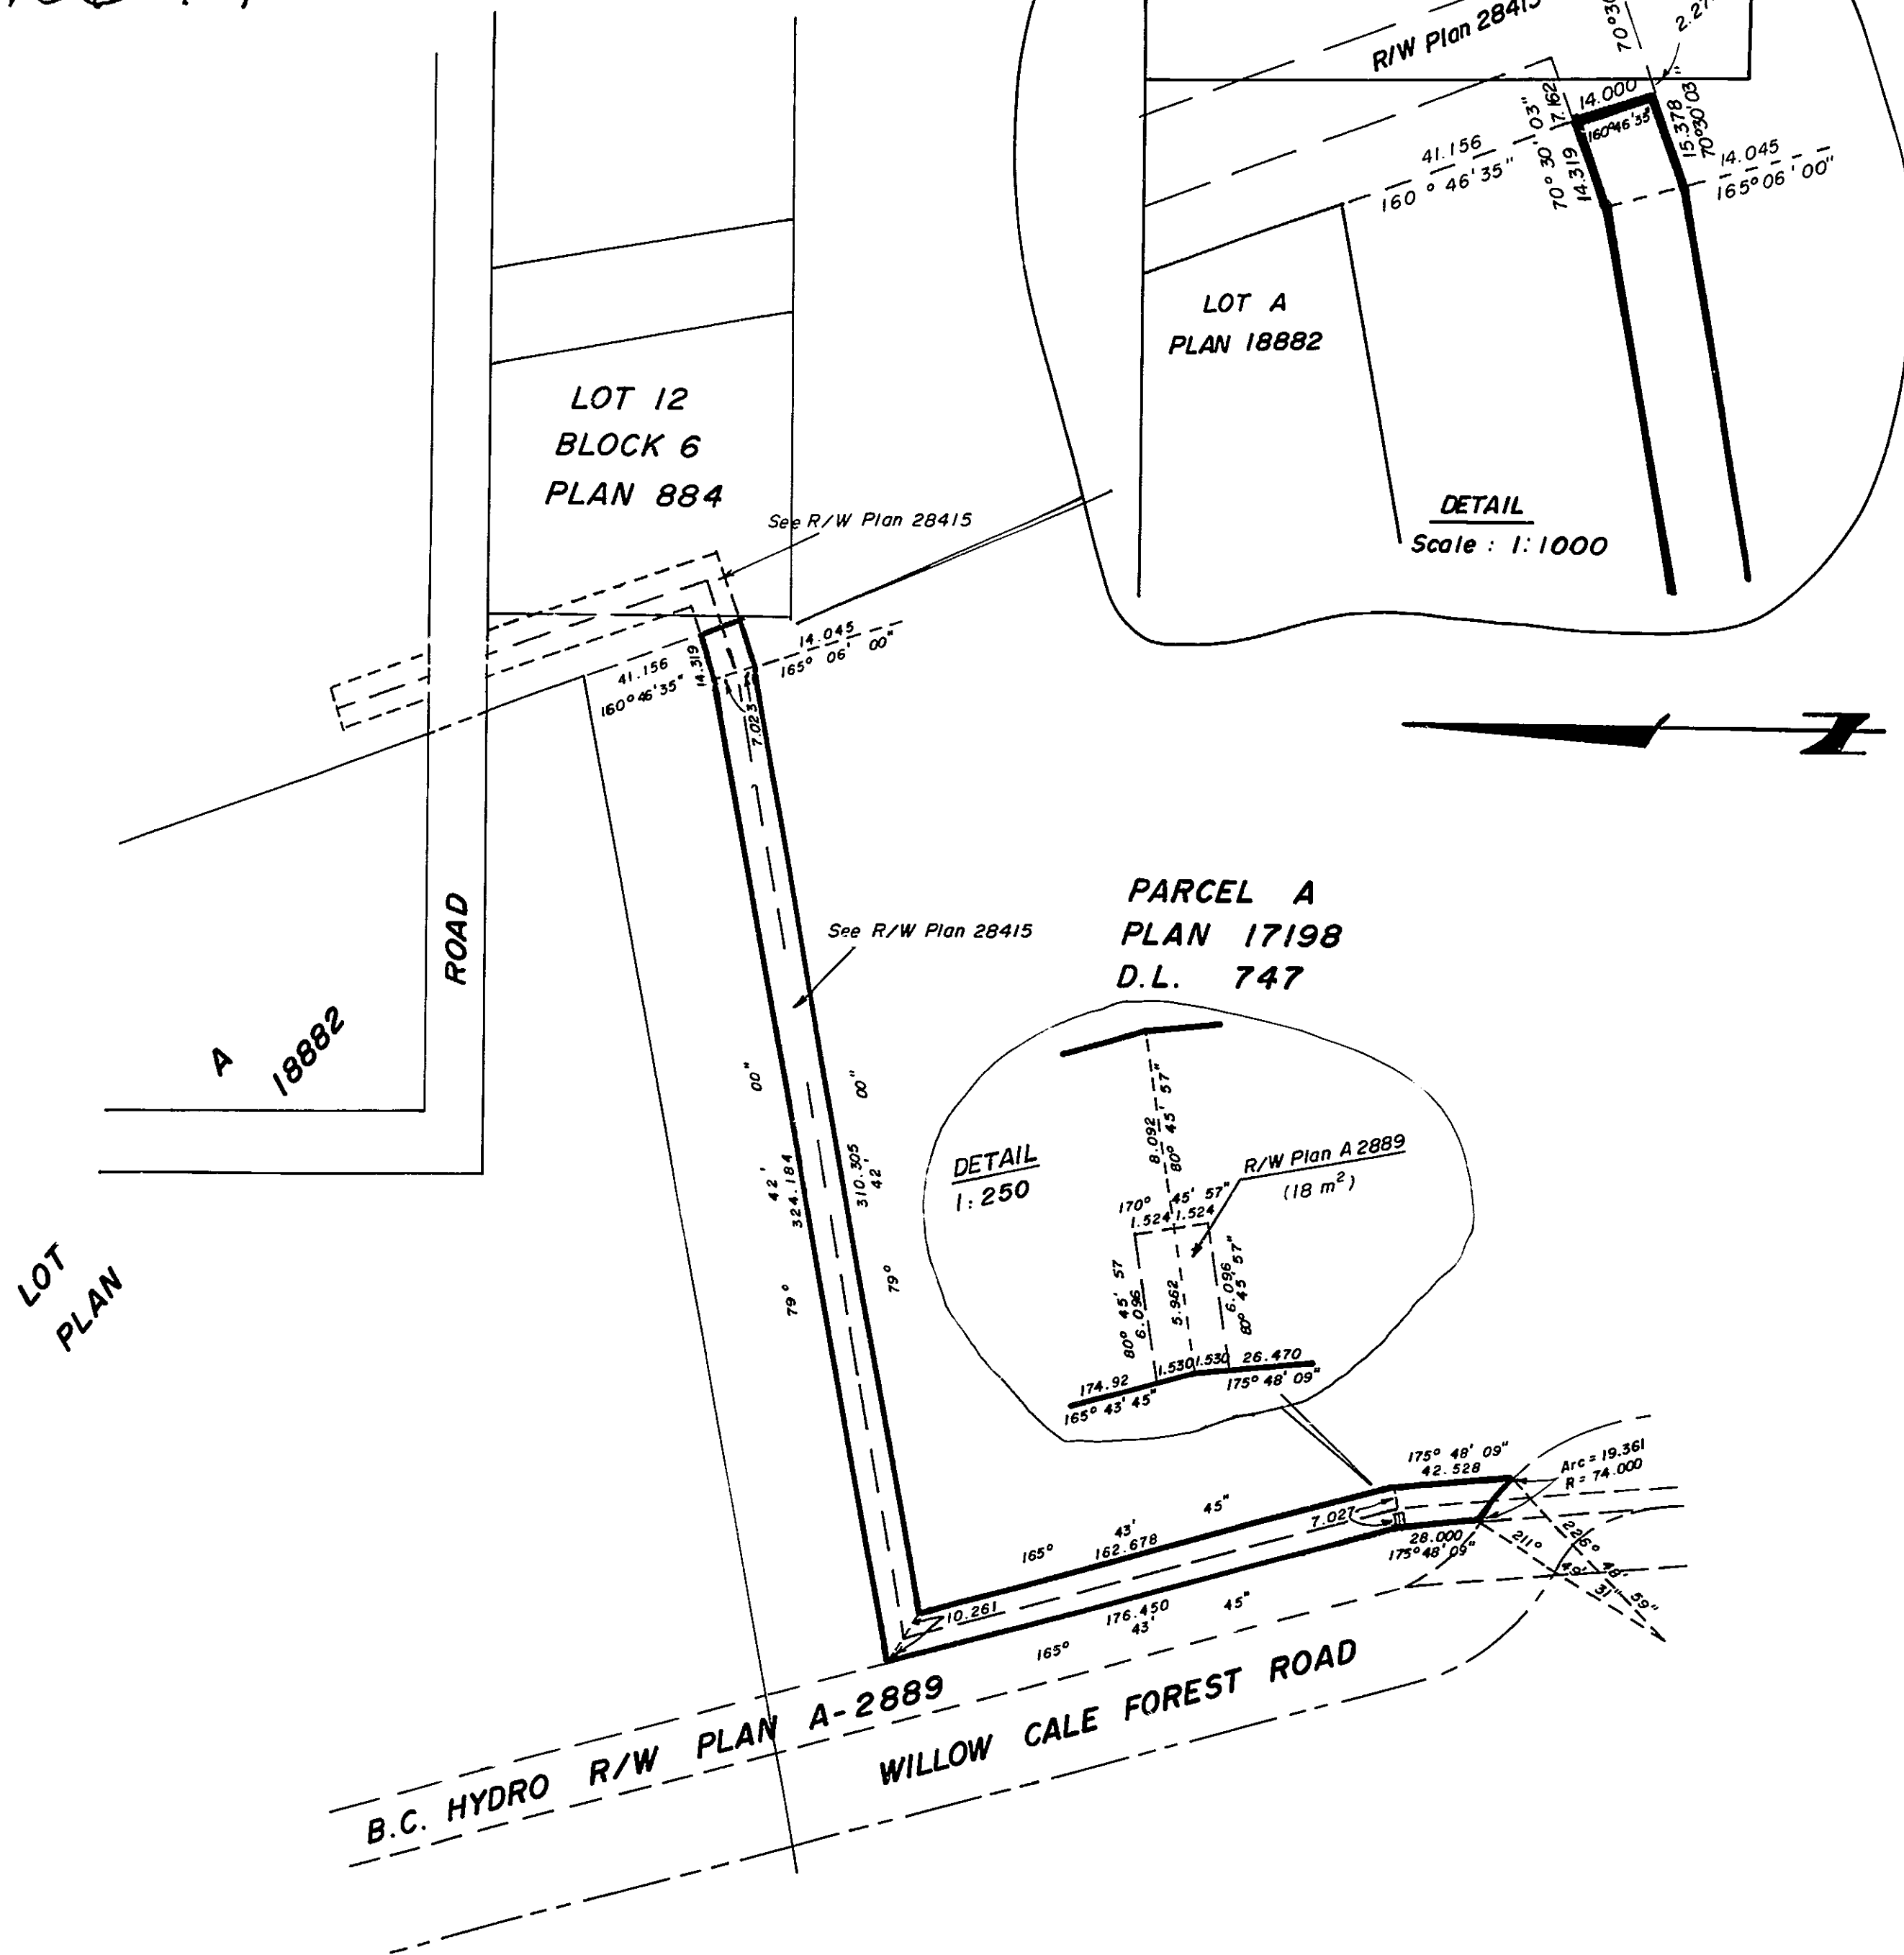 R/W Plan 28415
70°30' 03"
7.162
14.000
160°46'35"
14.319
15.378
70°30'03"
41.156
160°46'35"
14.045
165°06'00"
LOT A
PLAN 18882
DETAIL
Scale : 1:1000
LOT 12
BLOCK 6
PLAN 884
See R/W Plan 28415
41.156
160°46'35"
14.319
14.045
165° 06' 00"
7.023
N
ROAD
See R/W Plan 28415
PARCEL A
PLAN 17198
D.L. 747
A
18882
LOT
PLAN
79° 42' 00"
324.184
79° 42' 00"
310.305
DETAIL
1:250
8.092
80° 45' 57"
R/W Plan A 2889
(18 m²)
170° 45' 57"
1.524 1.524
80° 45' 57
6.096
5.962
6.096
80° 45' 57"
174.92
1.530 1.530 26.470
165° 43' 45"
175° 48' 09"
175° 48' 09"
42.528
Arc = 19.361
R = 74.000
165° 43' 45"
162.678
7.027
28.000
175°48'09"
211° 49' 31"
226° 48' 59"
10.261
176.450
165° 43' 45"
B.C. HYDRO R/W PLAN A-2889
WILLOW CALE FOREST ROAD